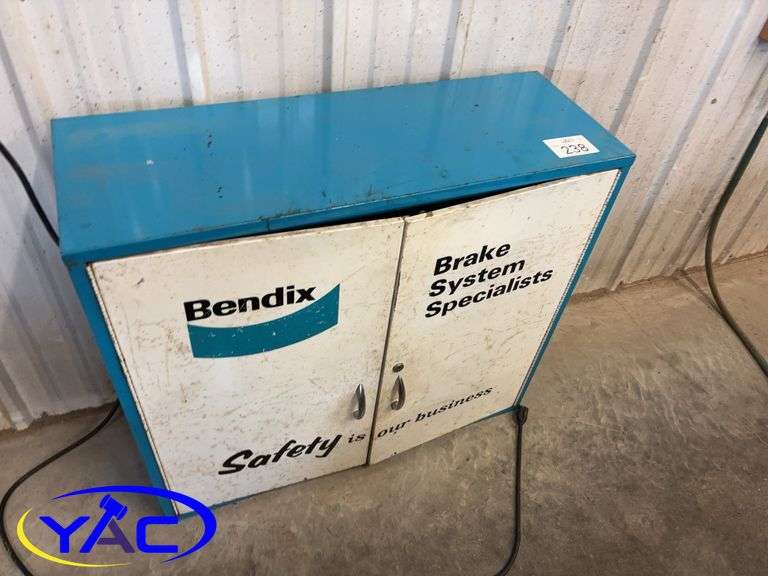 238
Bendix
Brake
System
Specialists
Safety is our business
YAC